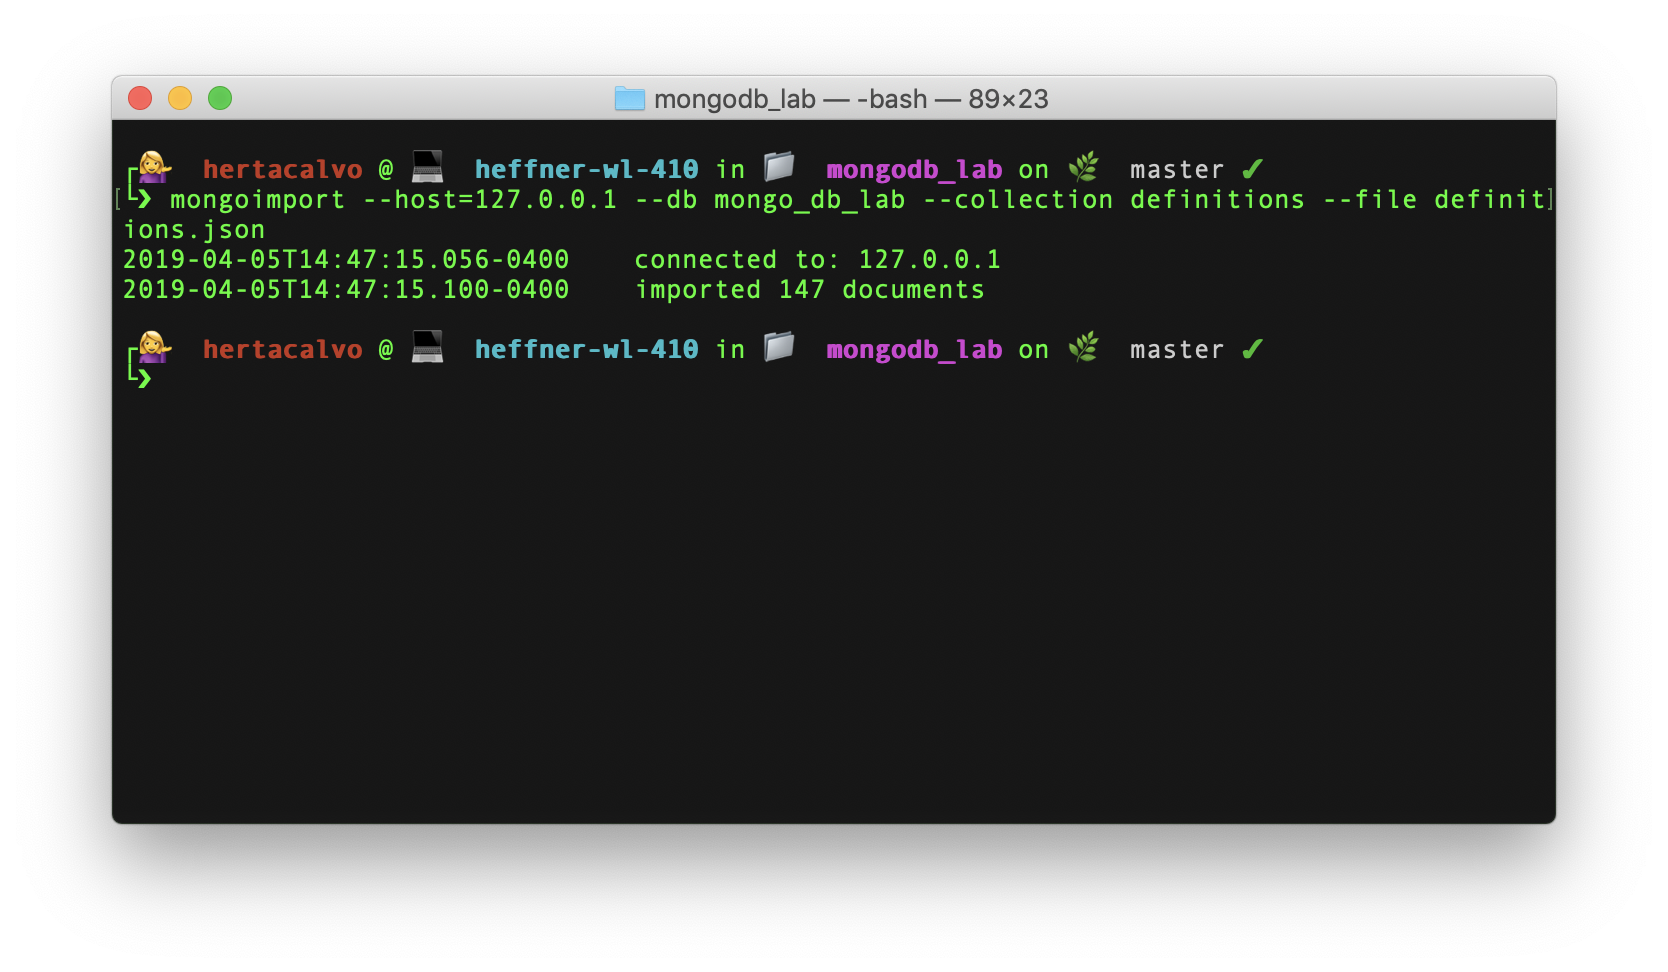 mongodb_lab — -bash — 89×23
hertacalvo @ heffner-wl-410 in mongodb_lab on master ✔
❯ mongoimport --host=127.0.0.1 --db mongo_db_lab --collection definitions --file definit
ions.json
2019-04-05T14:47:15.056-0400 connected to: 127.0.0.1
2019-04-05T14:47:15.100-0400 imported 147 documents
hertacalvo @ heffner-wl-410 in mongodb_lab on master ✔
❯